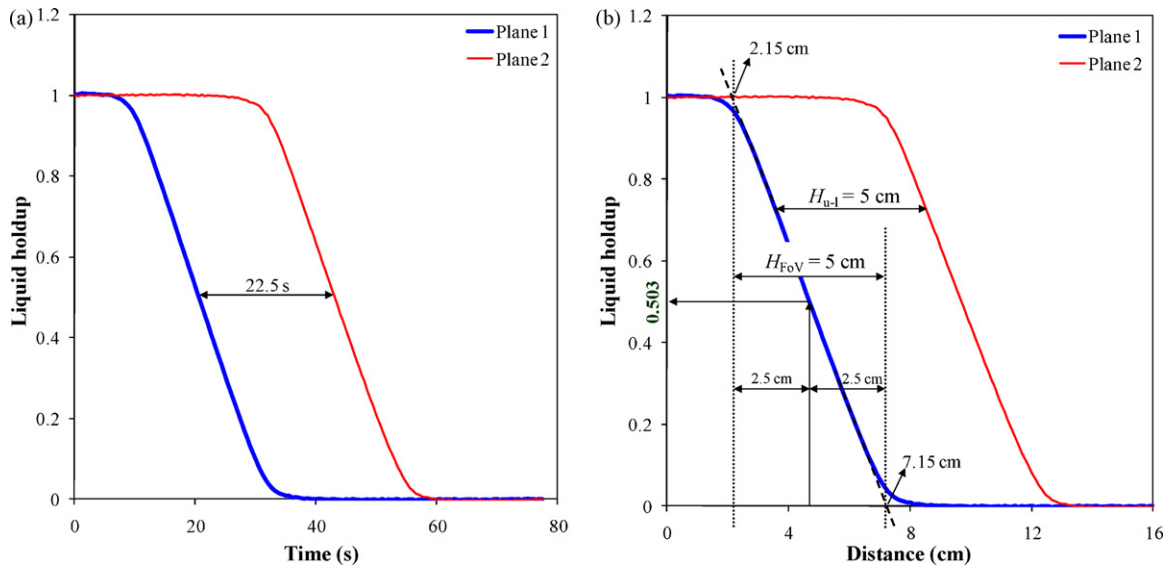 (a)
1.2
1
0.8
0.6
0.4
0.2
0
Liquid holdup
Plane 1
Plane 2
22.5 s
0
20
40
60
80
Time (s)
(b)
1.2
1
0.8
0.6
0.4
0.2
0
Liquid holdup
0.503
2.15 cm
Plane 1
Plane 2
Hu-l = 5 cm
HFoV = 5 cm
2.5 cm
2.5 cm
7.15 cm
0
4
8
12
16
Distance (cm)